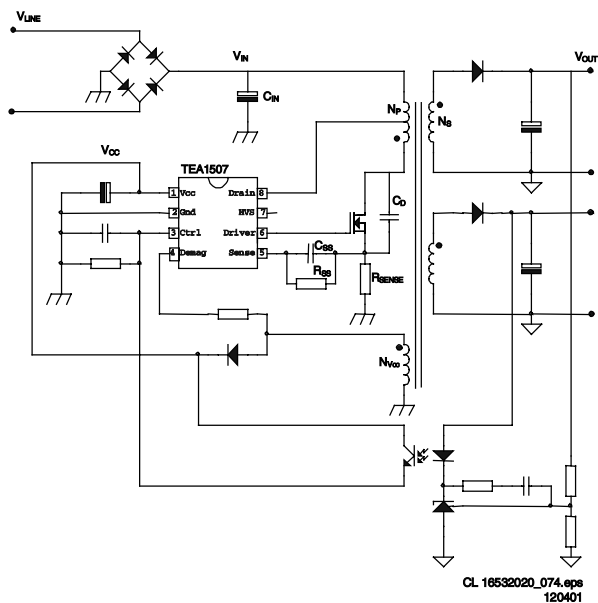 VLINE
VIN
CIN
NP
NS
VOUT
VCC
TEA1507
1 Vcc Drain 8
2 Gnd HVS 7
3 Ctrl Driver 6
4 Demag Sense 5
CD
CSS
RSS
RSENSE
NVcc
CL 16532020_074.eps
120401